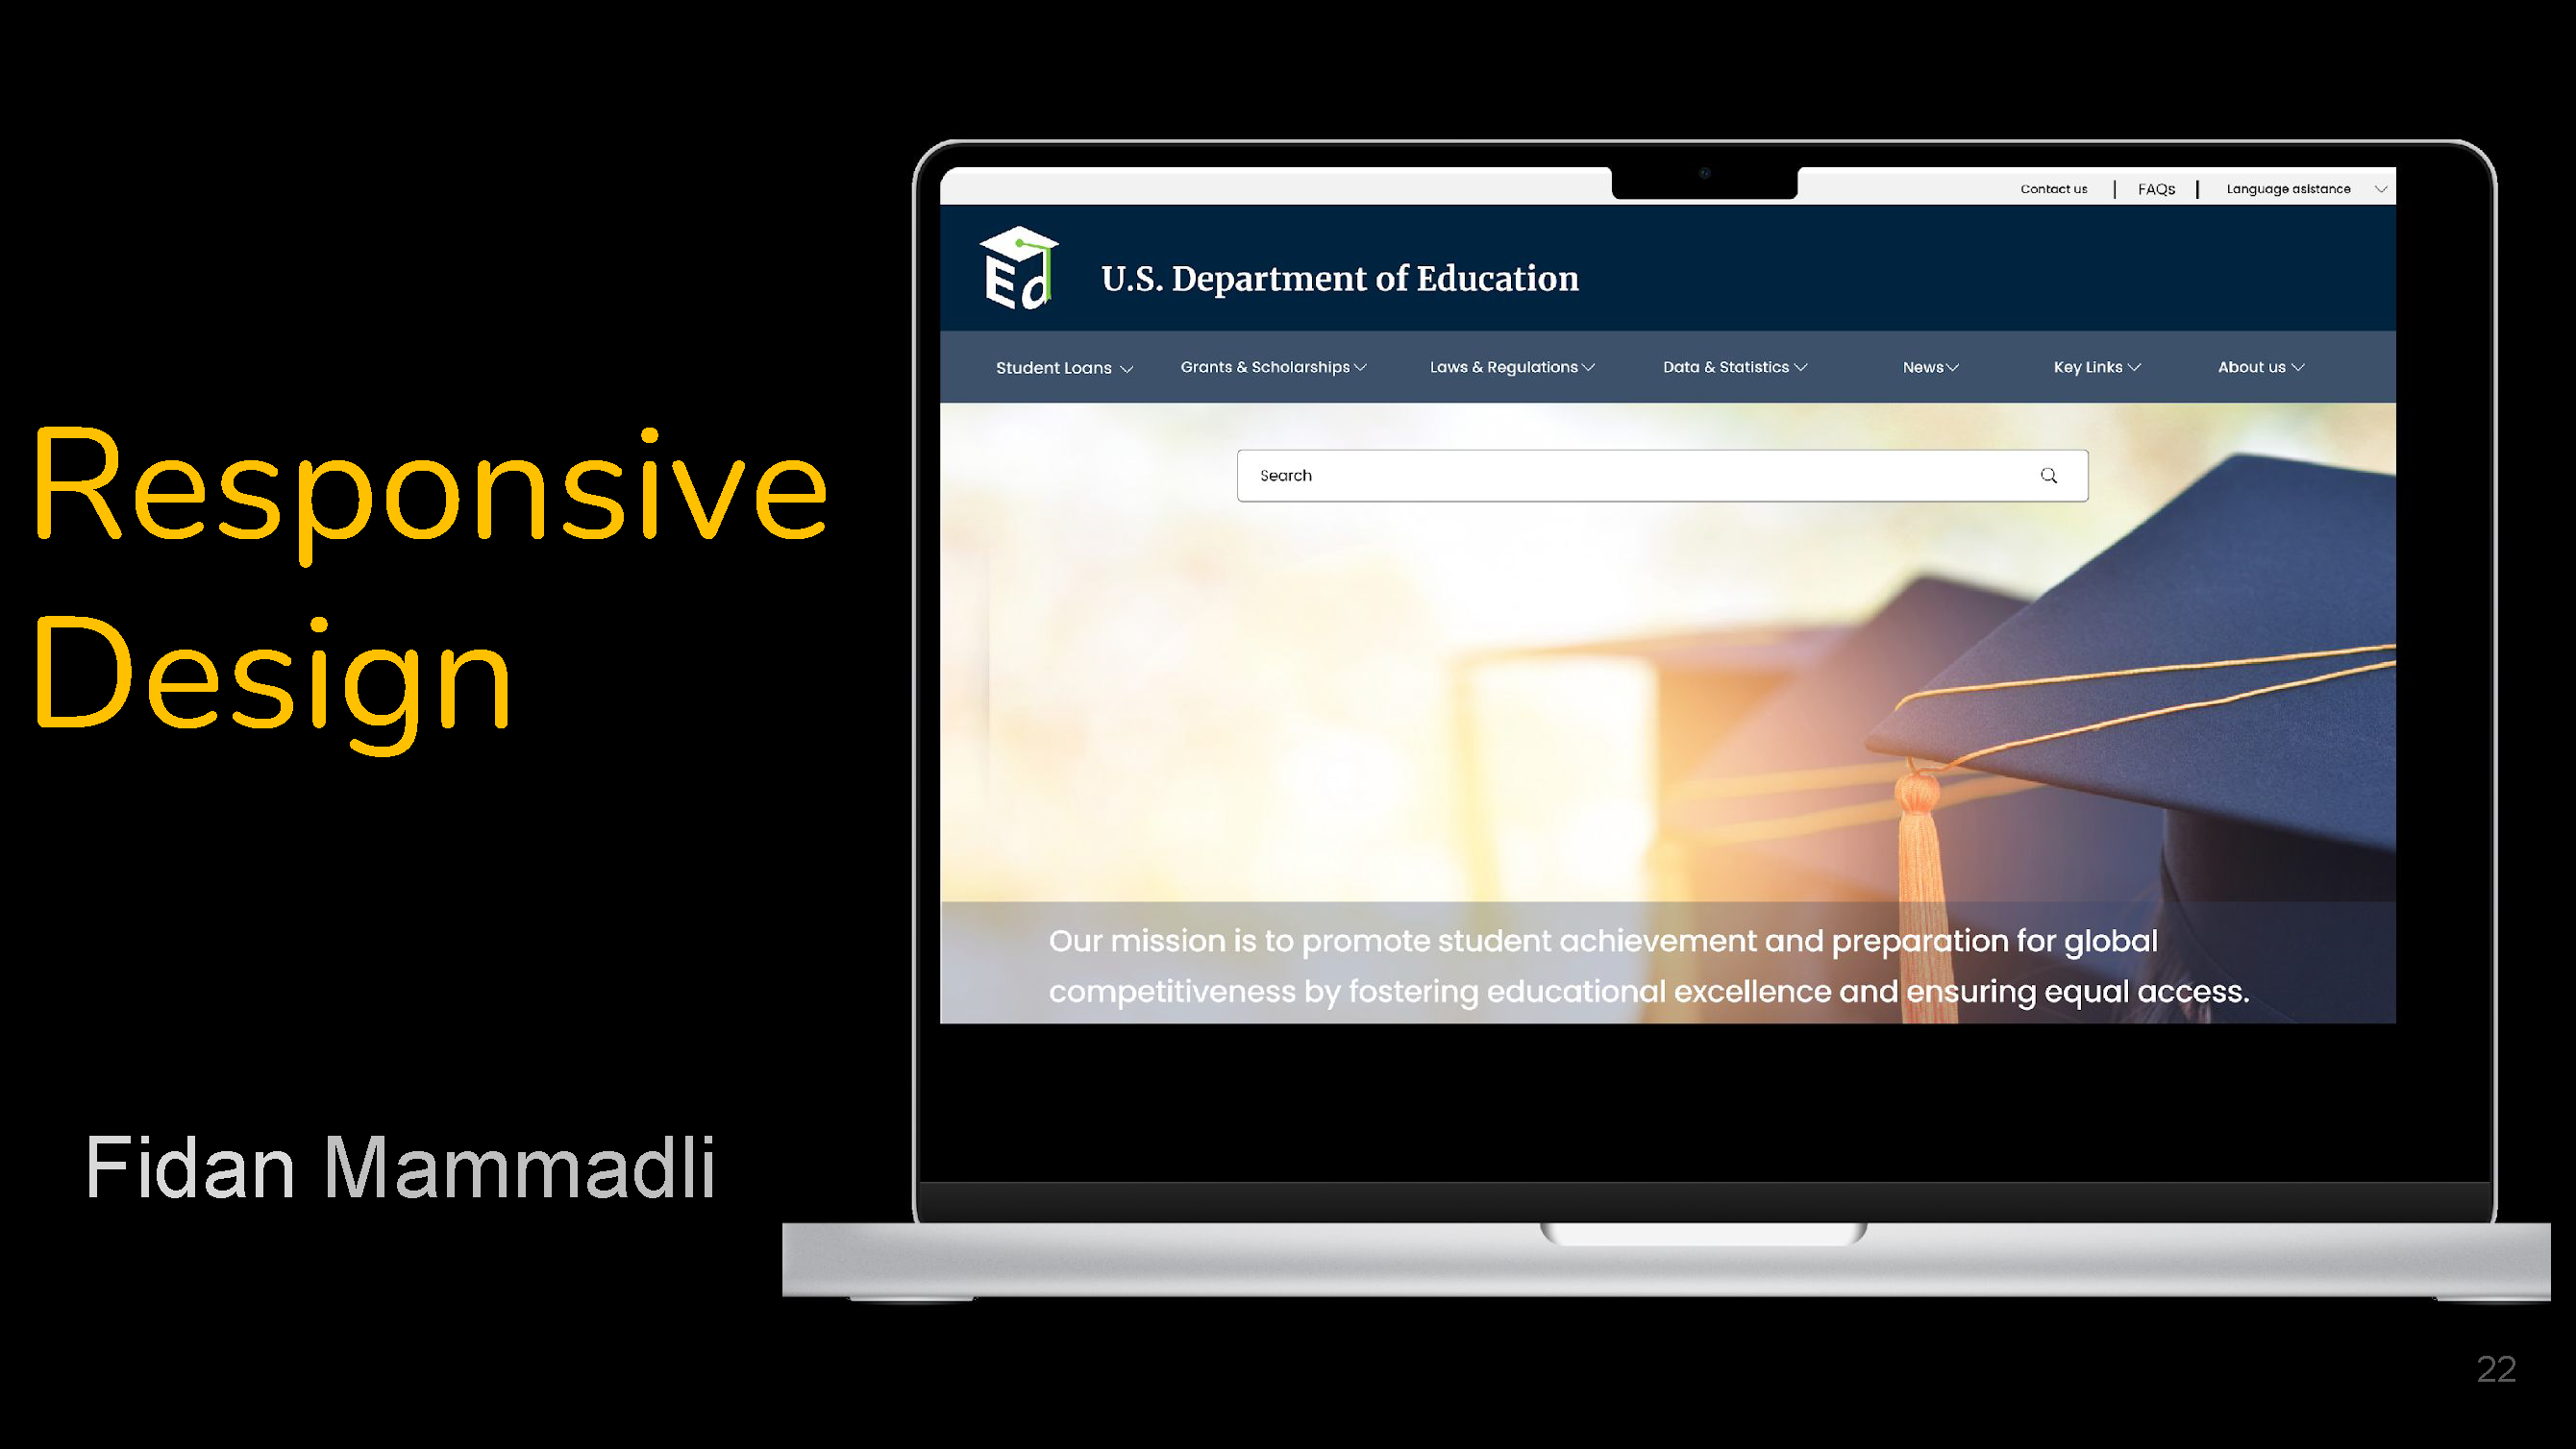 Responsive
Design
Fidan Mammadli
Contact us | FAQs | Language asistance
Ed
U.S. Department of Education
Student Loans Grants & Scholarships Laws & Regulations Data & Statistics News Key Links About us
Search
Our mission is to promote student achievement and preparation for global
competitiveness by fostering educational excellence and ensuring equal access.
22